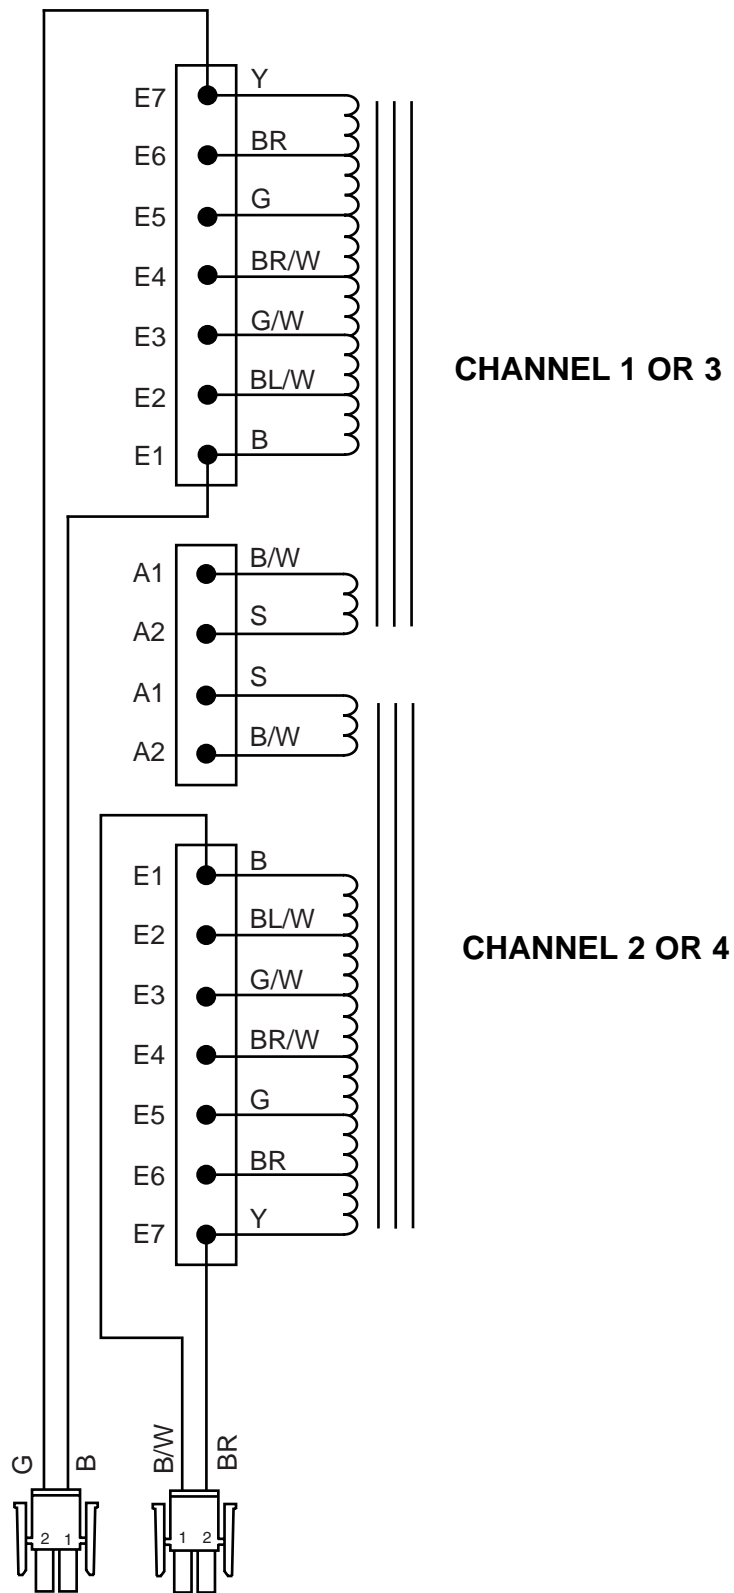 E7 Y
E6 BR
E5 G
E4 BR/W
E3 G/W
E2 BL/W
E1 B
CHANNEL 1 OR 3
A1 B/W
A2 S
A1 S
A2 B/W
E1 B
E2 BL/W
E3 G/W
E4 BR/W
E5 G
E6 BR
E7 Y
CHANNEL 2 OR 4
G B B/W BR
2 1 1 2